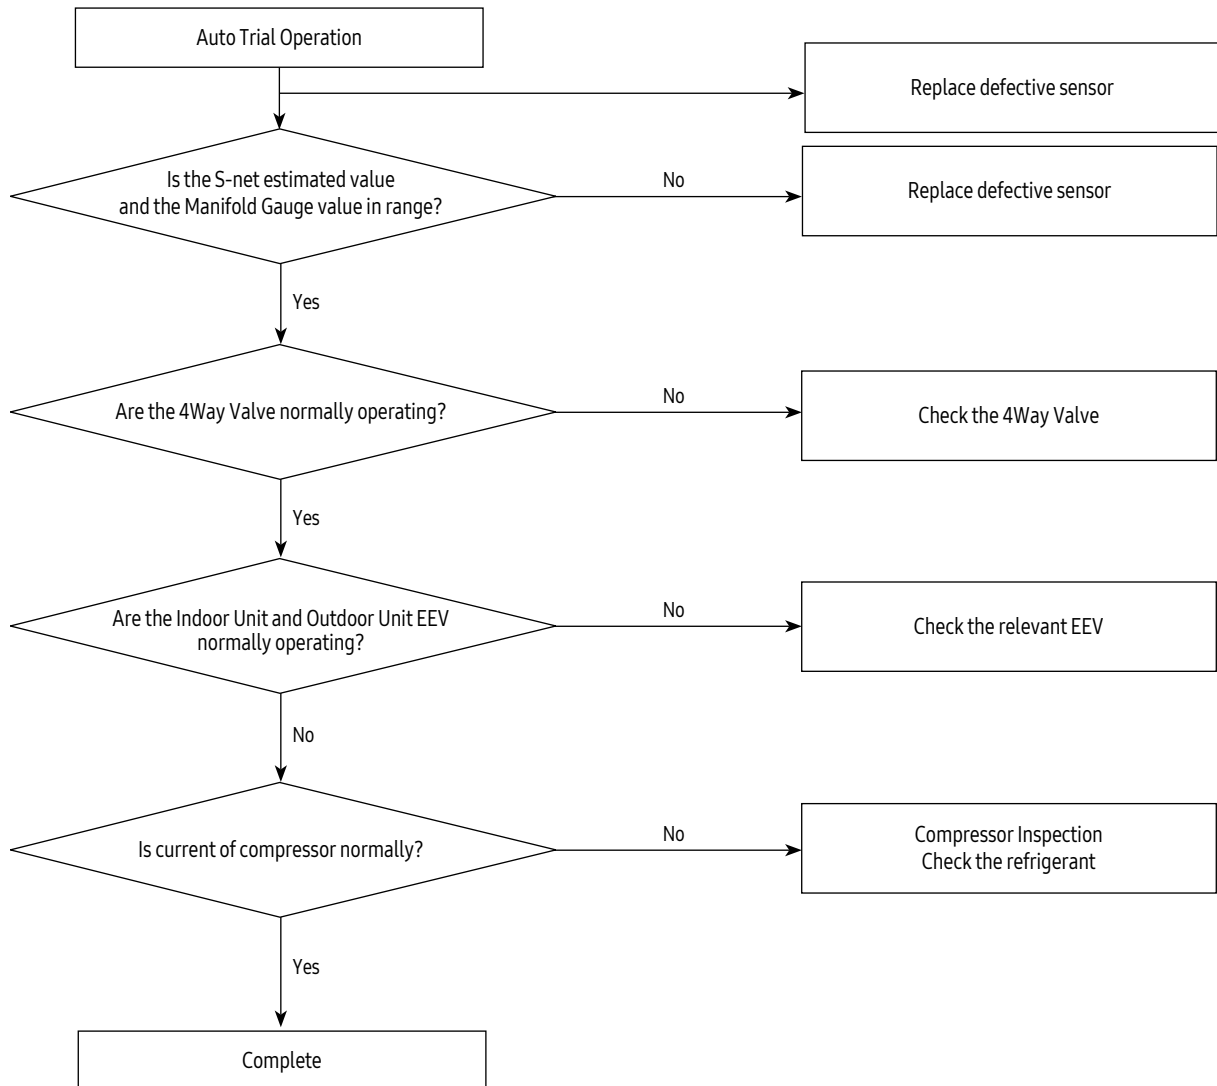 Auto Trial Operation
Replace defective sensor
Is the S-net estimated value
and the Manifold Gauge value in range?
No
Replace defective sensor
Yes
Are the 4Way Valve normally operating?
No
Check the 4Way Valve
Yes
Are the Indoor Unit and Outdoor Unit EEV
normally operating?
No
Check the relevant EEV
No
Is current of compressor normally?
No
Compressor Inspection
Check the refrigerant
Yes
Complete